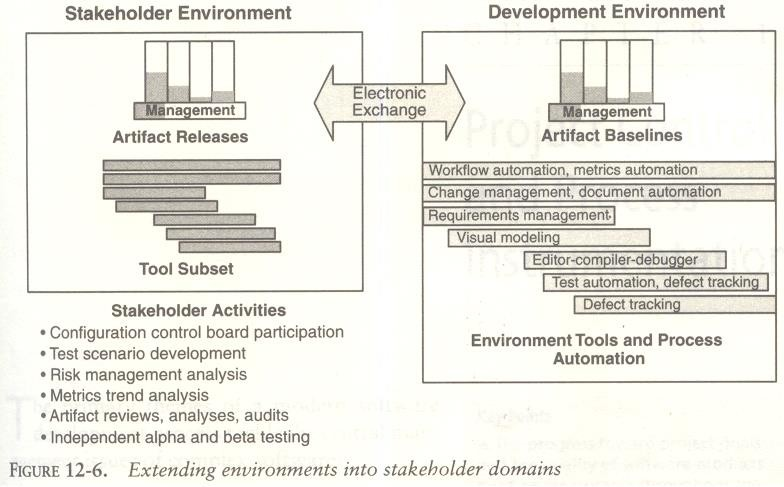 Stakeholder Environment
Management
Artifact Releases
Tool Subset
Stakeholder Activities
• Configuration control board participation
• Test scenario development
• Risk management analysis
• Metrics trend analysis
• Artifact reviews, analyses, audits
• Independent alpha and beta testing
Electronic
Exchange
Development Environment
Management
Artifact Baselines
Workflow automation, metrics automation
Change management, document automation
Requirements management
Visual modeling
Editor-compiler-debugger
Test automation, defect tracking
Defect tracking
Environment Tools and Process
Automation
FIGURE 12-6. Extending environments into stakeholder domains